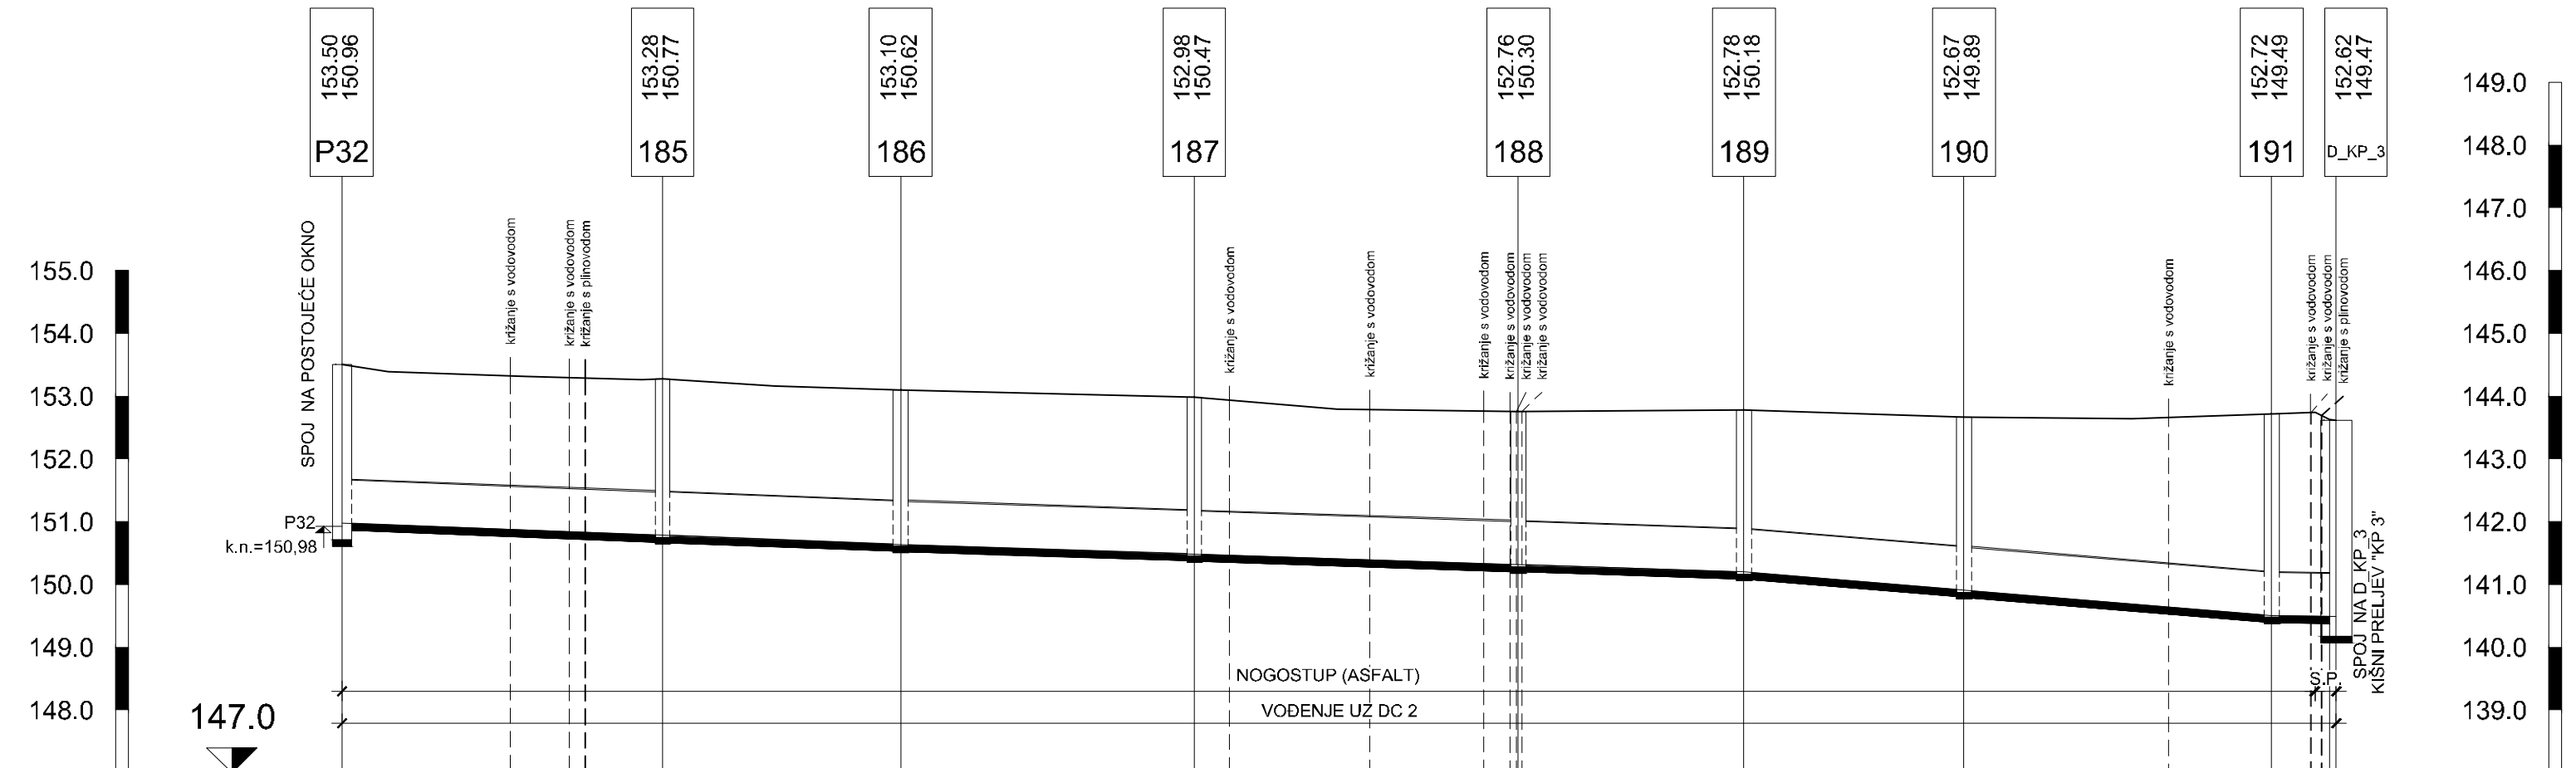 153.50
150.96
P32
153.28
150.77
185
153.10
150.62
186
152.98
150.47
187
152.76
150.30
188
152.78
150.18
189
152.67
149.89
190
152.72
149.49
191
152.62
149.47
D_KP_3
155.0
154.0
153.0
152.0
151.0
150.0
149.0
148.0
147.0
SPOJ NA POSTOJEĆE OKNO
P32
k.n.=150,98
križanje s vodovodom
križanje s vodovodom
križanje s plinovodom
križanje s vodovodom
križanje s vodovodom
križanje s vodovodom
križanje s vodovodom
križanje s vodovodom
križanje s vodovodom
križanje s vodovodom
križanje s vodovodom
križanje s vodovodom
križanje s plinovodom
NOGOSTUP (ASFALT)
S.P.
VOĐENJE UZ DC 2
SPOJ NA D_KP_3
KIŠNI PRELJEV "KP 3"
149.0
148.0
147.0
146.0
145.0
144.0
143.0
142.0
141.0
140.0
139.0